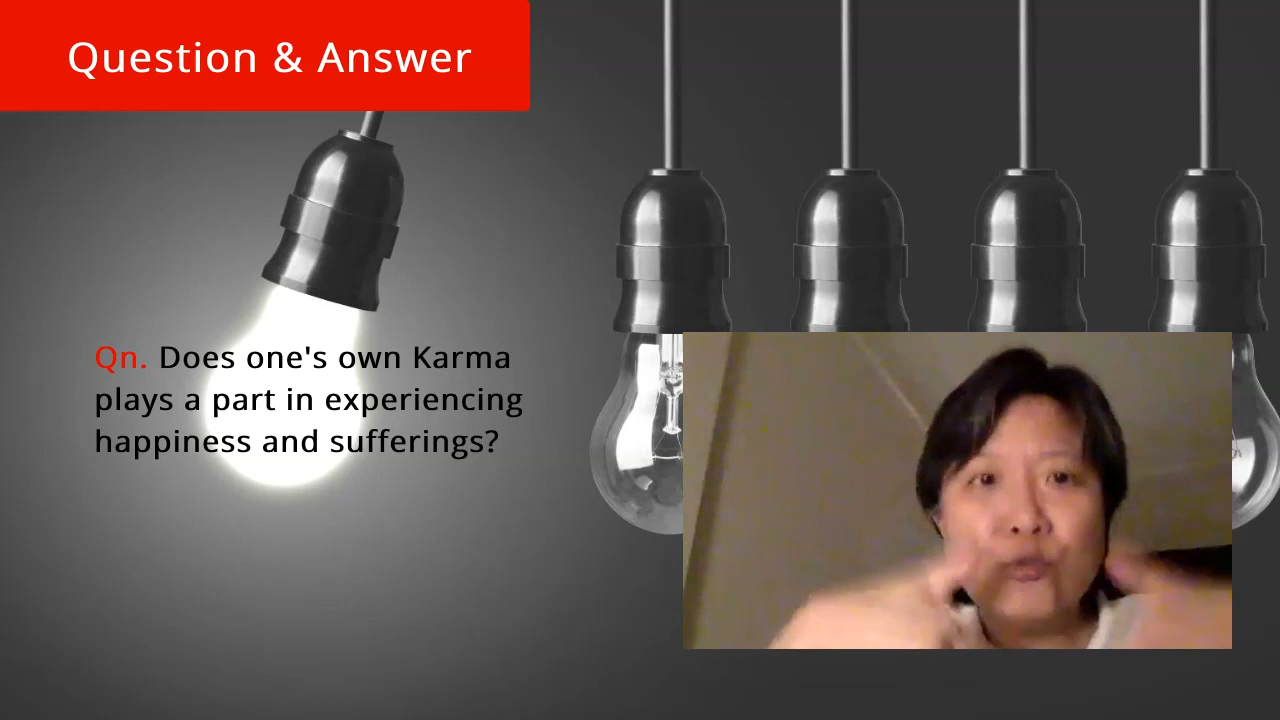 Question & Answer
Qn. Does one's own Karma
plays a part in experiencing
happiness and sufferings?